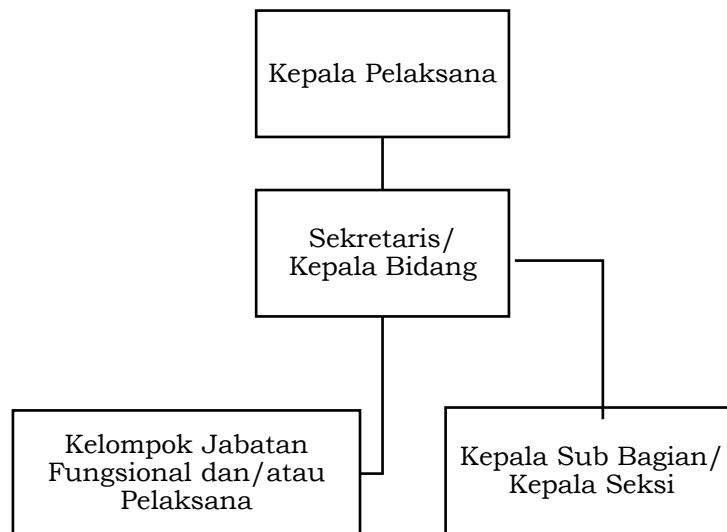 Kepala Pelaksana
Sekretaris/
Kepala Bidang
Kelompok Jabatan
Fungsional dan/atau
Pelaksana
Kepala Sub Bagian/
Kepala Seksi